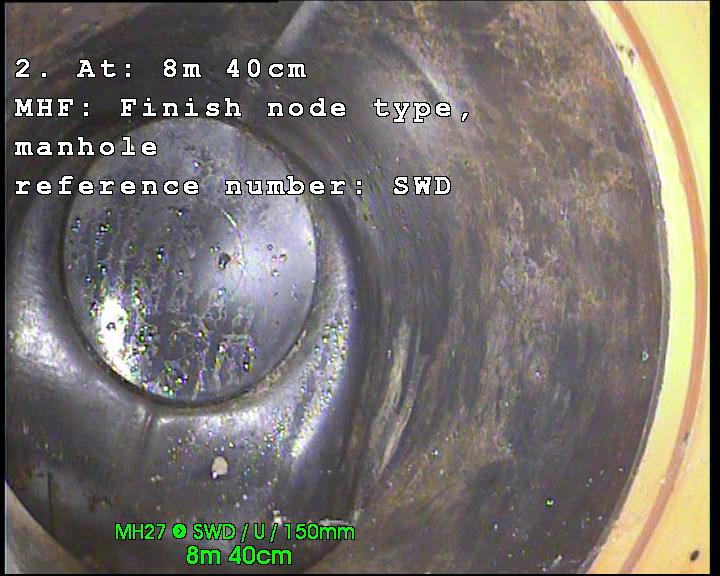 2. At: 8m 40cm
MHF: Finish node type,
manhole
reference number: SWD
MH27 > SWD / U / 150mm
8m 40cm